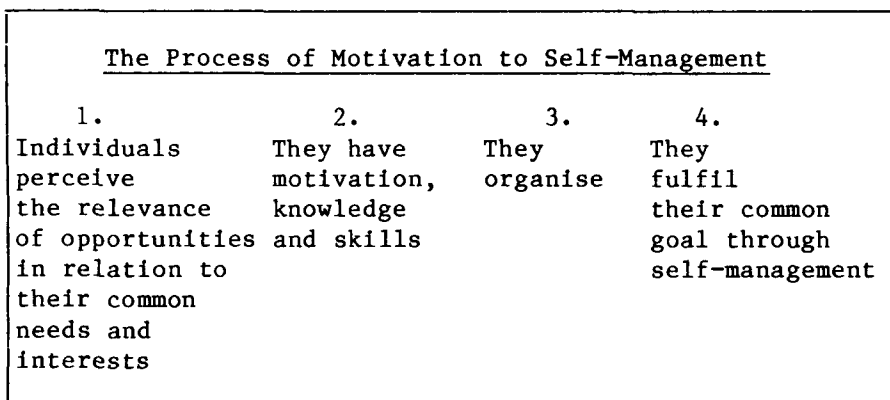 The Process of Motivation to Self-Management
1. 2. 3. 4.
Individuals They have They They
perceive motivation, organise fulfil
the relevance knowledge their common
of opportunities and skills goal through
in relation to self-management
their common
needs and
interests